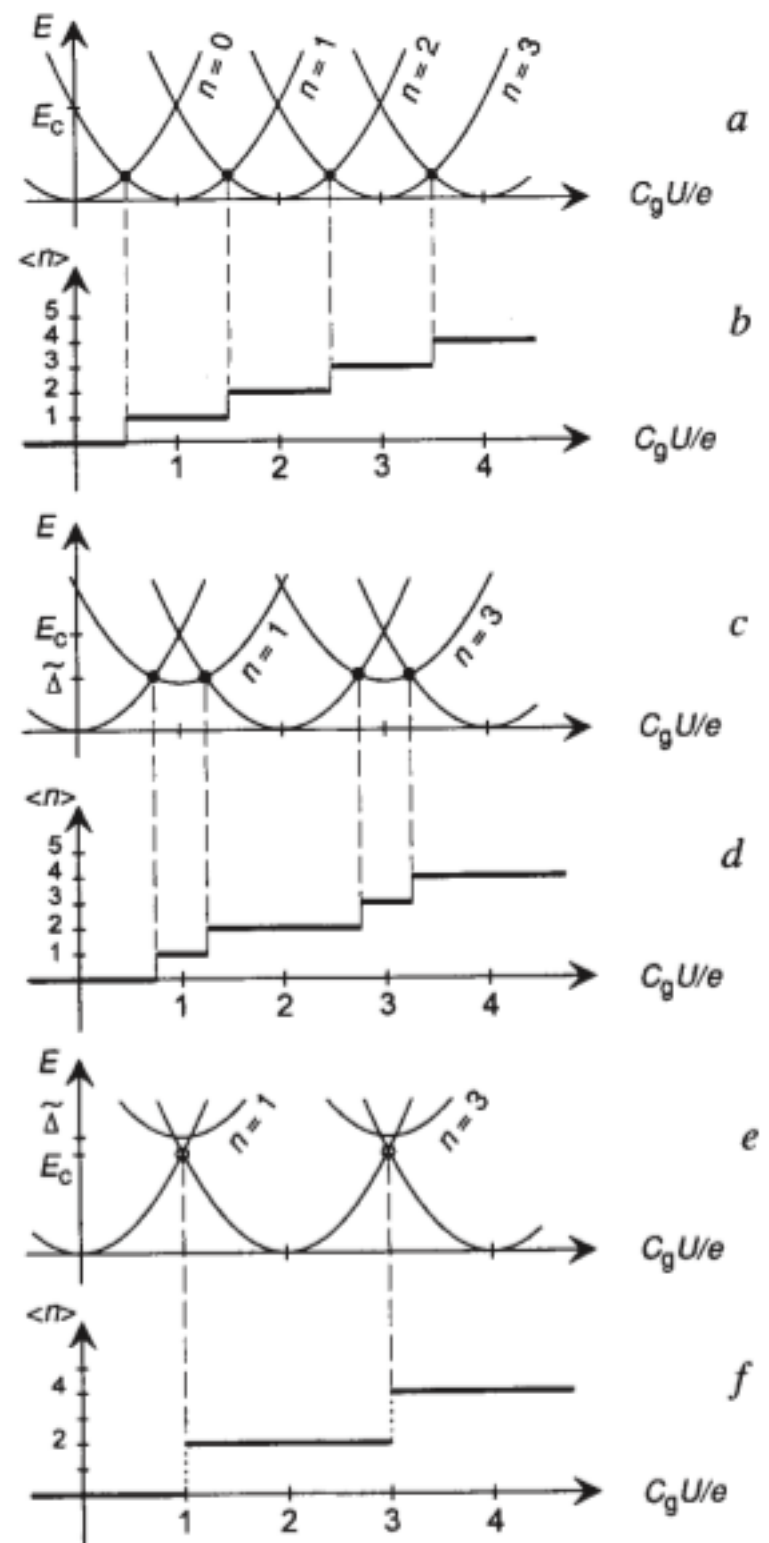 E
n = 0
n = 1
n = 2
n = 3
E_c
C_gU/e
a
<n>
5
4
3
2
1
b
1 2 3 4
C_gU/e
E
c
E_c
n = 1
n = 3
Δ̃
C_gU/e
<n>
5
4
3
2
1
d
1 2 3 4
C_gU/e
E
Δ̃
n = 1
n = 3
e
E_c
C_gU/e
<n>
4
2
f
1 2 3 4
C_gU/e